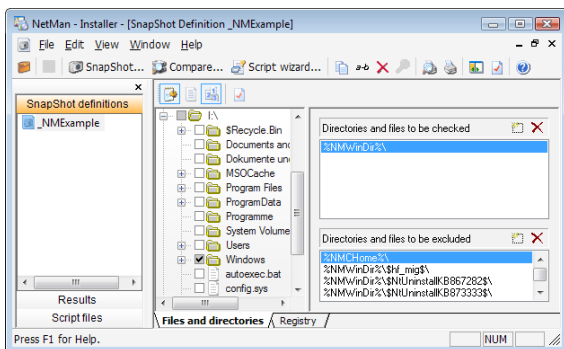 NetMan - Installer - [SnapShot Definition _NMExample]
File Edit View Window Help
SnapShot... Compare... Script wizard... a-b
SnapShot definitions
_NMExample
Results
Script files
I:\
$Recycle.Bin
Documents and
Dokumente un
MSOCache
Program Files
ProgramData
Programme
System Volume
Users
Windows
autoexec.bat
config.sys
Files and directories Registry
Directories and files to be checked
%NMWinDir%\
Directories and files to be excluded
%NMCHome%\
%NMWinDir%\$hf_mig$\
%NMWinDir%\$NtUninstallKB867282$\
%NMWinDir%\$NtUninstallKB873333$\
Press F1 for Help.
NUM